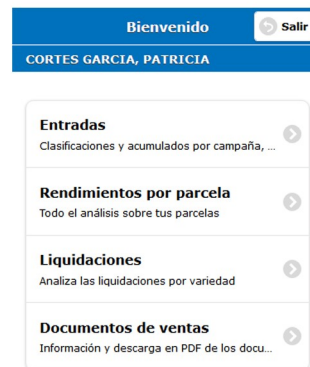 Bienvenido
Salir
CORTES GARCIA, PATRICIA
Entradas
Clasificaciones y acumulados por campaña, ...
Rendimientos por parcela
Todo el análisis sobre tus parcelas
Liquidaciones
Analiza las liquidaciones por variedad
Documentos de ventas
Información y descarga en PDF de los docu...